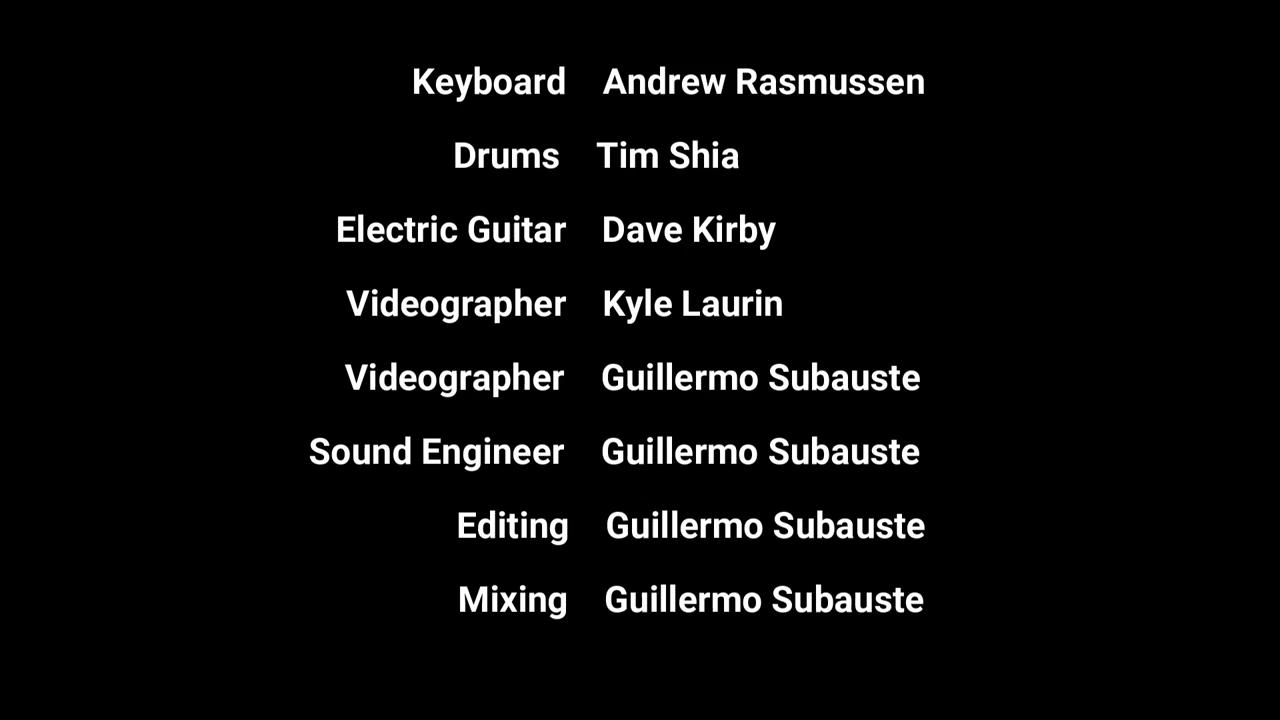 Keyboard Andrew Rasmussen
Drums Tim Shia
Electric Guitar Dave Kirby
Videographer Kyle Laurin
Videographer Guillermo Subauste
Sound Engineer Guillermo Subauste
Editing Guillermo Subauste
Mixing Guillermo Subauste